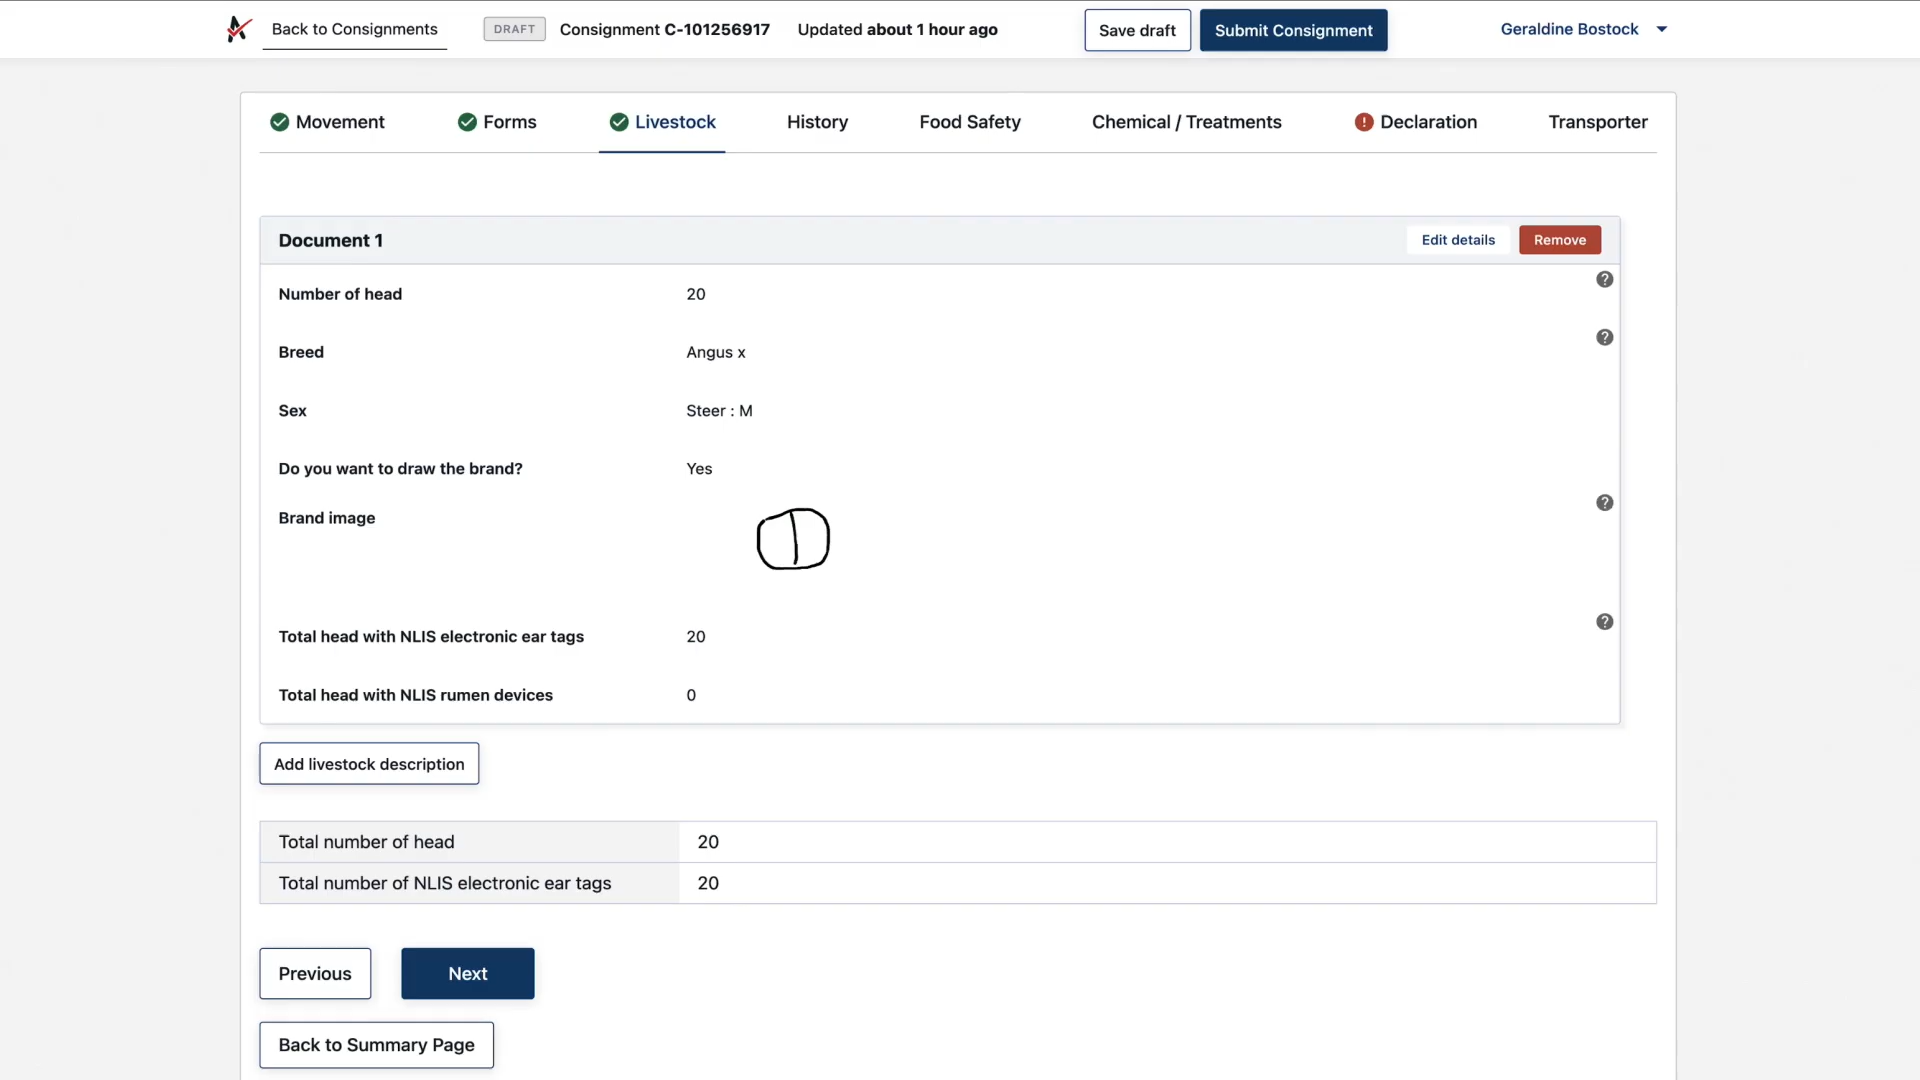 Back to Consignments DRAFT Consignment C-101256917 Updated about 1 hour ago Save draft Submit Consignment Geraldine Bostock
Movement Forms Livestock History Food Safety Chemical / Treatments Declaration Transporter
Document 1 Edit details Remove
Number of head 20
Breed Angus x
Sex Steer : M
Do you want to draw the brand? Yes
Brand image
Total head with NLIS electronic ear tags 20
Total head with NLIS rumen devices 0
Add livestock description
Total number of head 20
Total number of NLIS electronic ear tags 20
Previous Next
Back to Summary Page